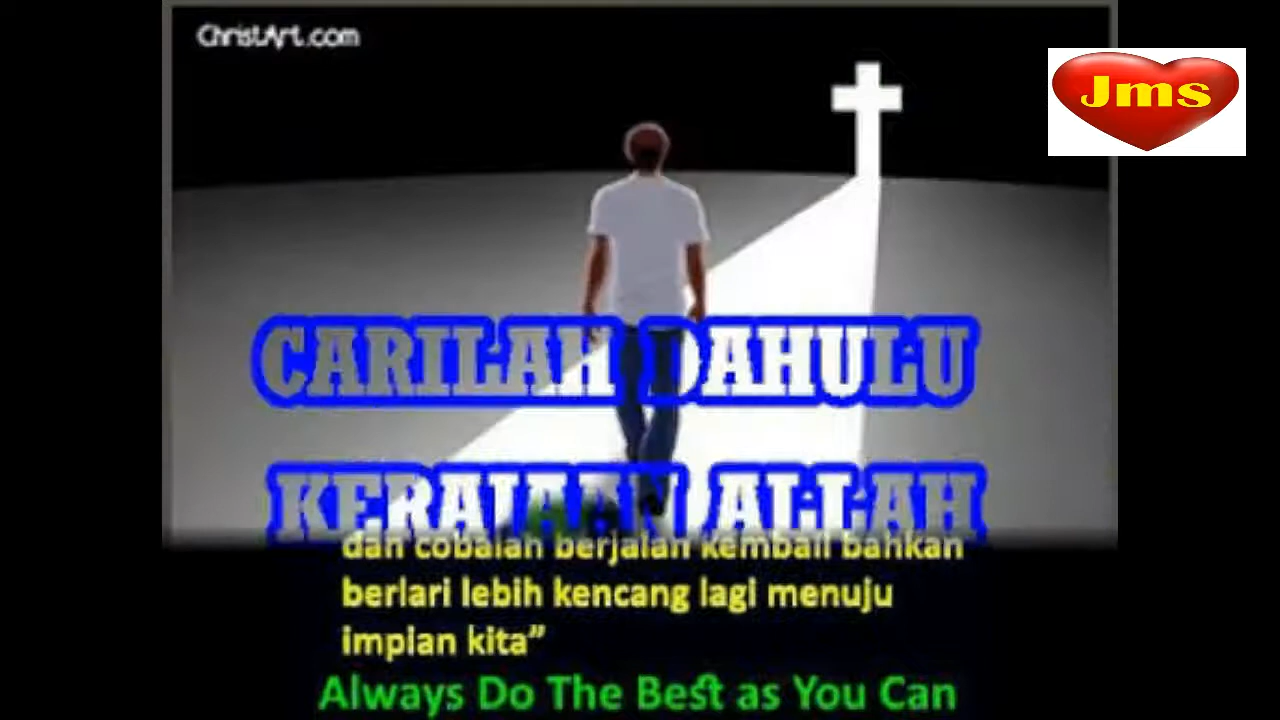 ChristArt.com
Jms
CARILAH DAHULU
KERAJAAN ALLAH
dan cobalah berjalan kembali bahkan
berlari lebih kencang lagi menuju
impian kita”
Always Do The Best as You Can